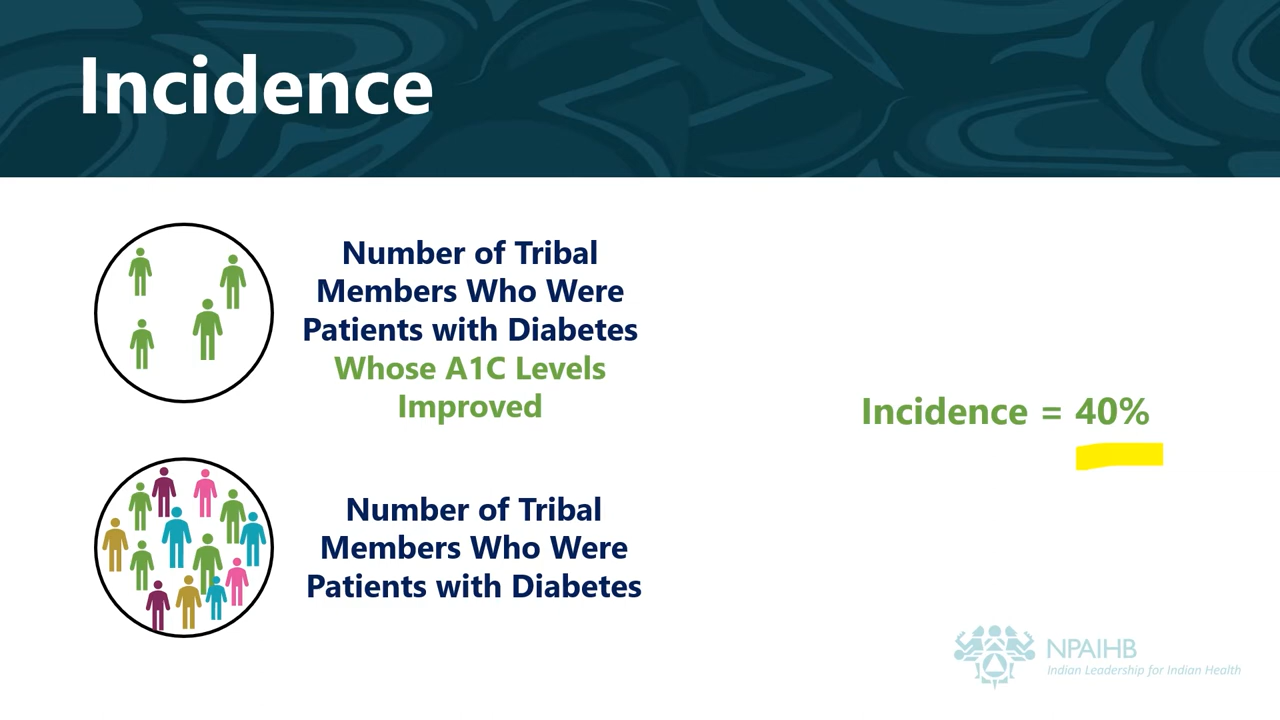 Incidence
Number of Tribal
Members Who Were
Patients with Diabetes
Whose A1C Levels
Improved
Incidence = 40%
Number of Tribal
Members Who Were
Patients with Diabetes
NPAIHB
Indian Leadership for Indian Health